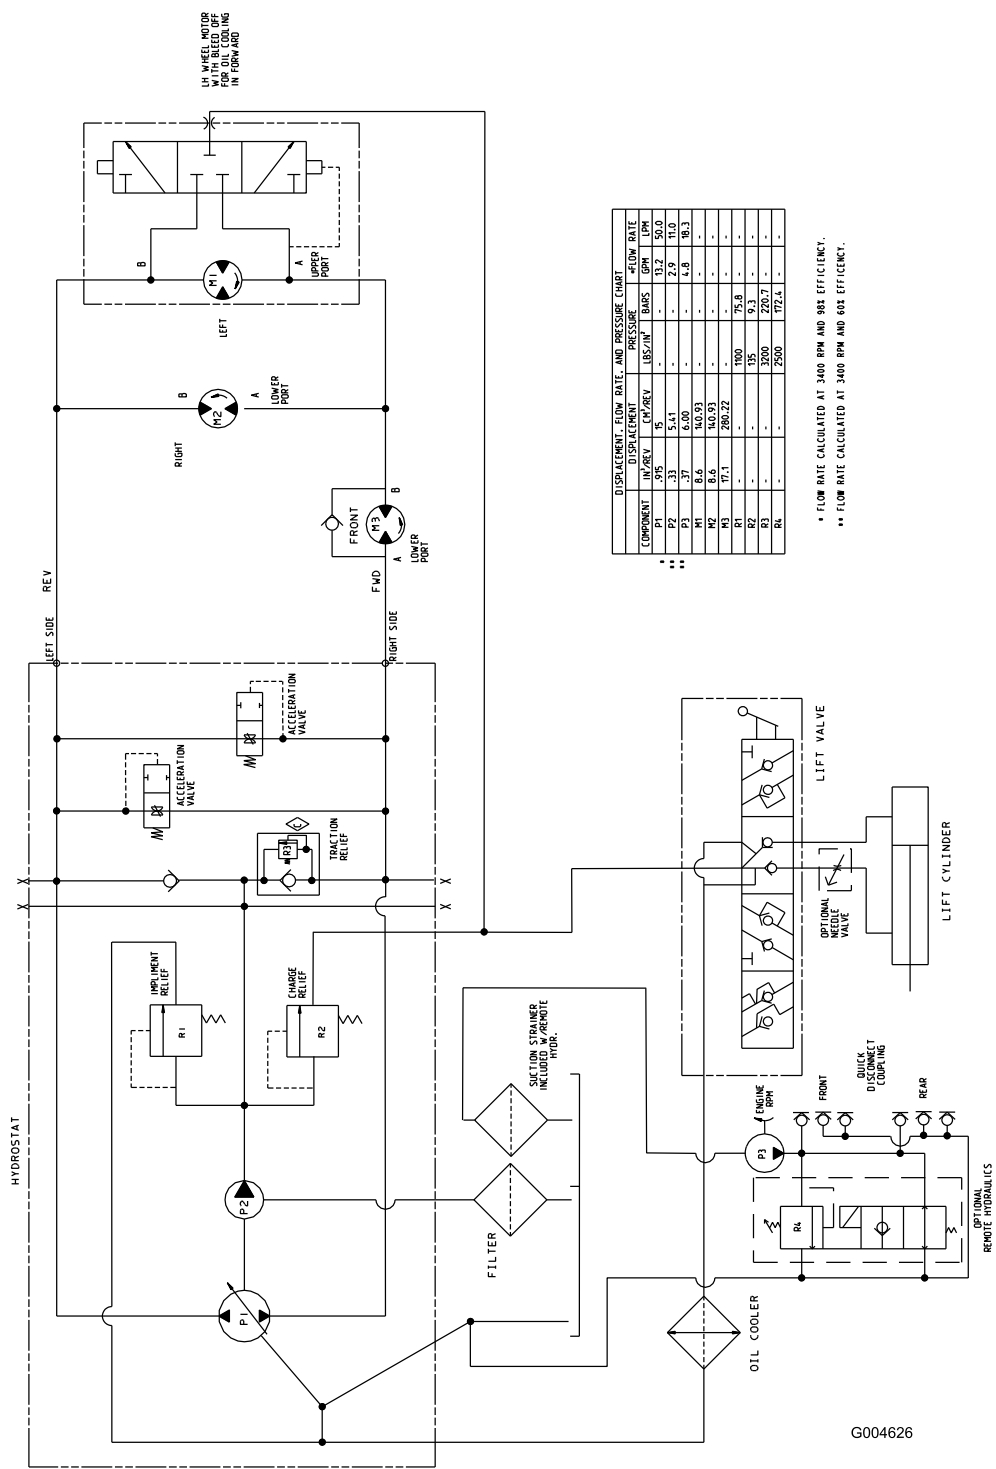 LH WHEEL MOTOR
WITH BLEED OFF
FOR OIL COOLING
IN FORWARD
B
M1
A
UPPER
PORT
LEFT
B
M2
A
LOWER
PORT
RIGHT
FRONT
M3
B
A
LOWER
PORT
REV
FWD
LEFT SIDE
RIGHT SIDE
ACCELERATION
VALVE
ACCELERATION
VALVE
R3
C
TRACTION
RELIEF
IMPLIMENT
RELIEF
R1
CHARGE
RELIEF
R2
HYDROSTAT
P2
P1
FILTER
SUCTION STRAINER
INCLUDED W/REMOTE
HYDR.
DISPLACEMENT, FLOW RATE, AND PRESSURE CHART
DISPLACEMENT PRESSURE *FLOW RATE
COMPONENT IN³/REV CM³/REV LBS/IN² BARS GPM LPM
* P1 .915 15 - - 13.2 50.0
** P2 .33 5.41 - - 2.9 11.0
** P3 .37 6.00 - - 4.8 18.3
M1 8.6 140.93 - - - -
M2 8.6 140.93 - - - -
M3 17.1 280.22 - - - -
R1 - - 1100 75.8 - -
R2 - - 135 9.3 - -
R3 - - 3200 220.7 - -
R4 - - 2500 172.4 - -
* FLOW RATE CALCULATED AT 3400 RPM AND 98% EFFICIENCY.
** FLOW RATE CALCULATED AT 3400 RPM AND 60% EFFICENCY.
LIFT VALVE
OPTIONAL
NEEDLE
VALVE
LIFT CYLINDER
ENGINE
RPM
P3
FRONT
QUICK
DISCONNECT
COUPLING
REAR
R4
OPTIONAL
REMOTE HYDRAULICS
OIL COOLER
G004626